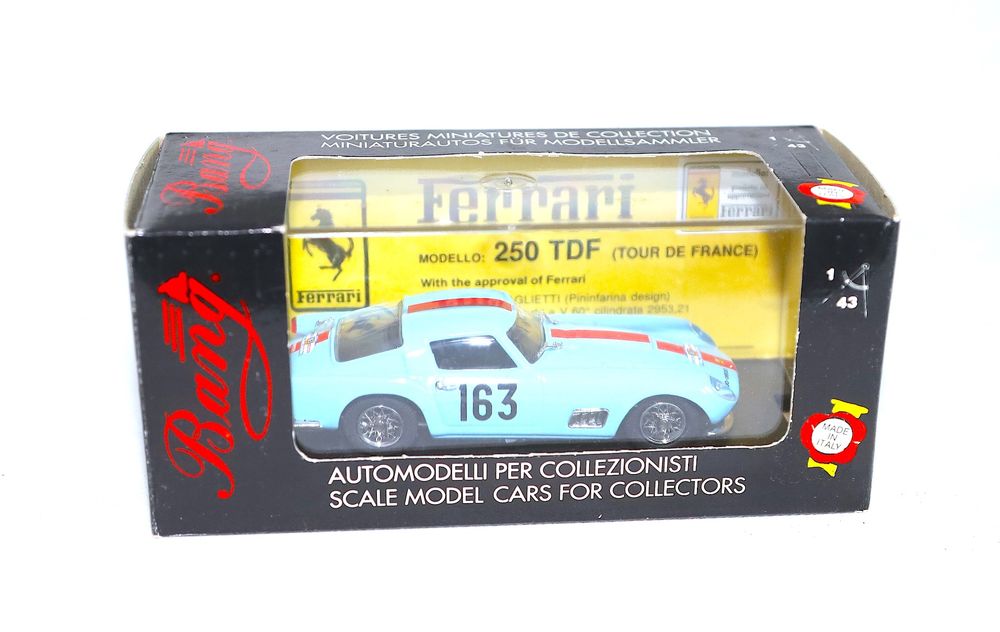 VOITURES MINIATURES DE COLLECTION
MINIATURAUTOS FÜR MODELLSAMMLER
1
43
Bang
Ferrari
Ferrari
Ferrari
MODELLO: 250 TDF (TOUR DE FRANCE)
With the approval of Ferrari
GLIETTI (Pininfarina design)
V 60° cilindrata 2953,21
163
Bang
1
43
MADE
IN
ITALY
AUTOMODELLI PER COLLEZIONISTI
SCALE MODEL CARS FOR COLLECTORS